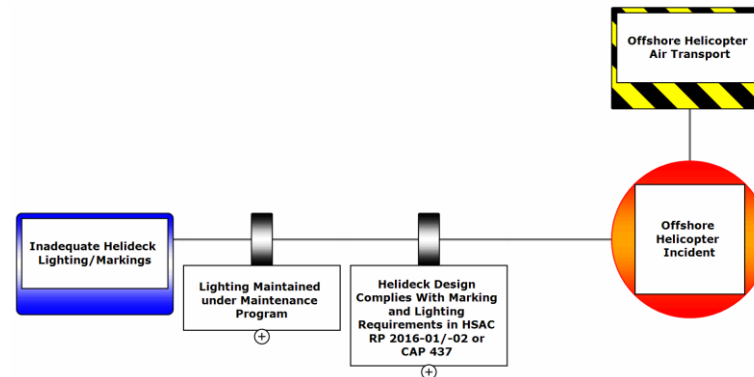 Offshore Helicopter
Air Transport
Inadequate Helideck
Lighting/Markings
Lighting Maintained
under Maintenance
Program
Helideck Design
Complies With Marking
and Lighting
Requirements in HSAC
RP 2016-01/-02 or
CAP 437
Offshore
Helicopter
Incident